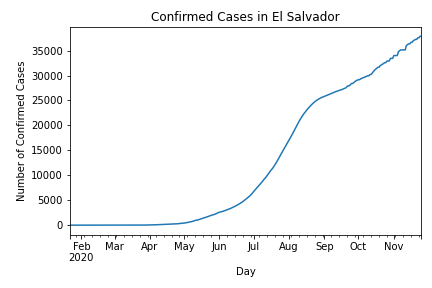 Confirmed Cases in El Salvador
Number of Confirmed Cases
35000
30000
25000
20000
15000
10000
5000
0
Feb Mar Apr May Jun Jul Aug Sep Oct Nov
2020
Day